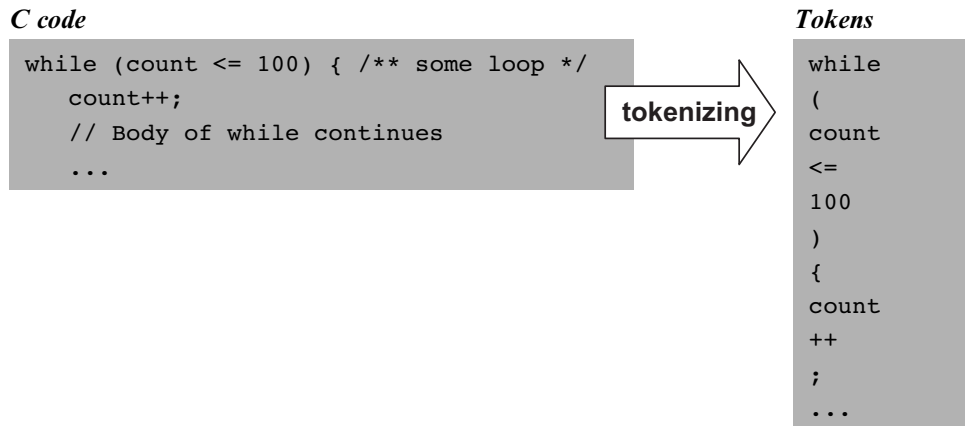 C code
while (count <= 100) { /** some loop */
count++;
// Body of while continues
...
tokenizing
Tokens
while
(
count
<=
100
)
{
count
++
;
...